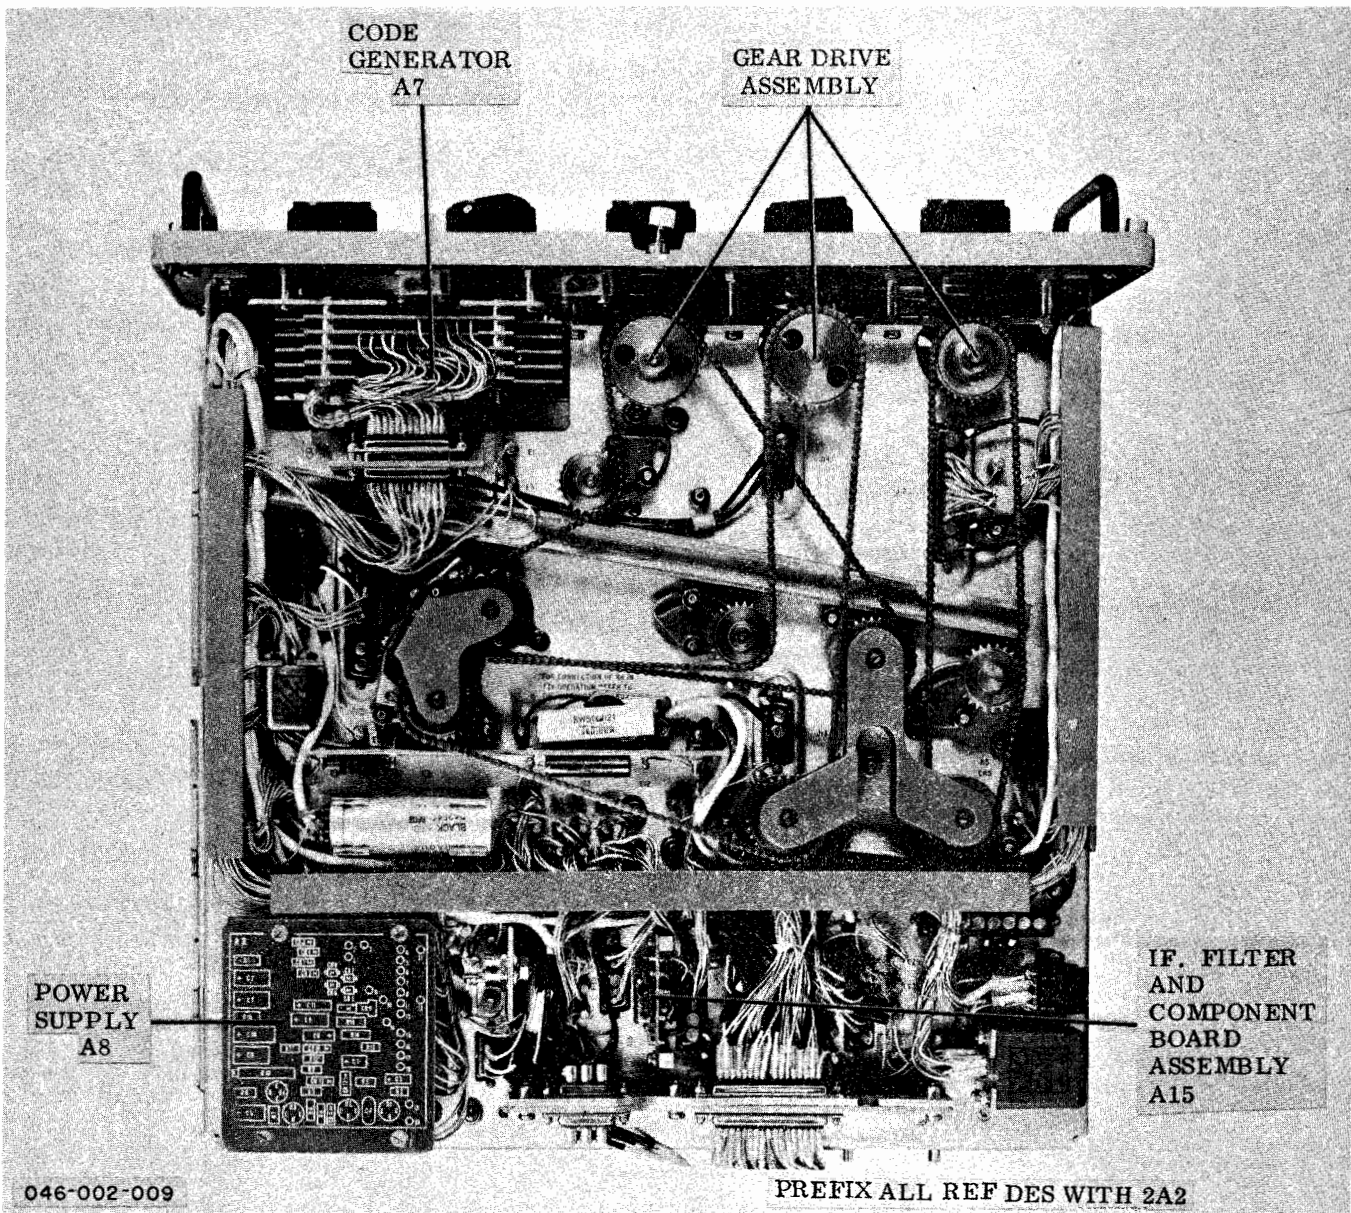 CODE
GENERATOR
A7
GEAR DRIVE
ASSEMBLY
POWER
SUPPLY
A8
IF. FILTER
AND
COMPONENT
BOARD
ASSEMBLY
A15
046-002-009
PREFIX ALL REF DES WITH 2A2